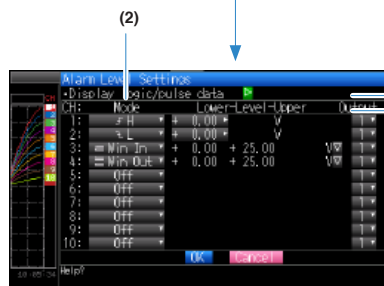 (2)
Alarm Level Settings
•Display logic/pulse data
CH: Mode Lower-Level-Upper Output
1: H + 0.00 V 1
2: L + 0.00 V 1
3: Win In + 0.00 + 25.00 V 1
4: Win Out + 0.00 + 25.00 V 1
5: Off 1
6: Off 1
7: Off 1
8: Off 1
9: Off 1
10: Off 1
OK Cancel
Help?